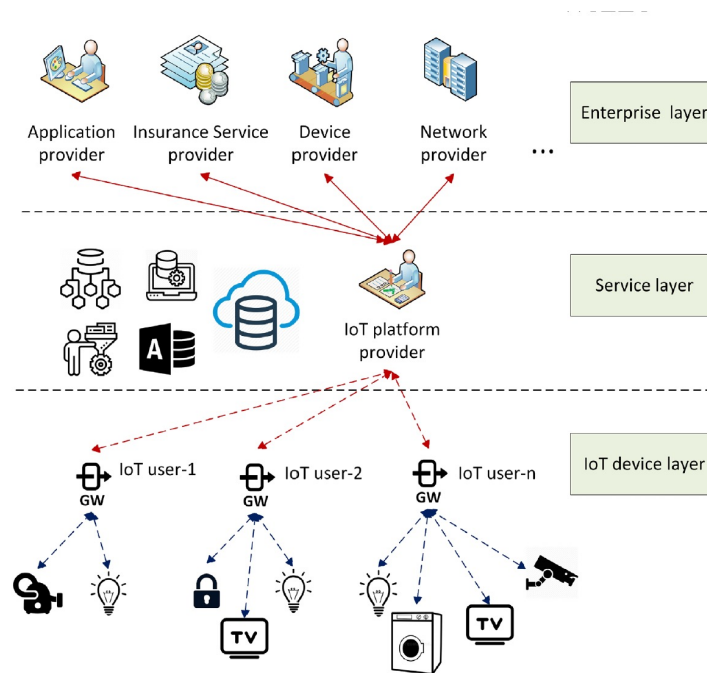 Application
provider
Insurance Service
provider
Device
provider
Network
provider
...
Enterprise layer
A
IoT platform
provider
Service layer
IoT user-1
GW
IoT user-2
GW
IoT user-n
GW
IoT device layer
TV
TV